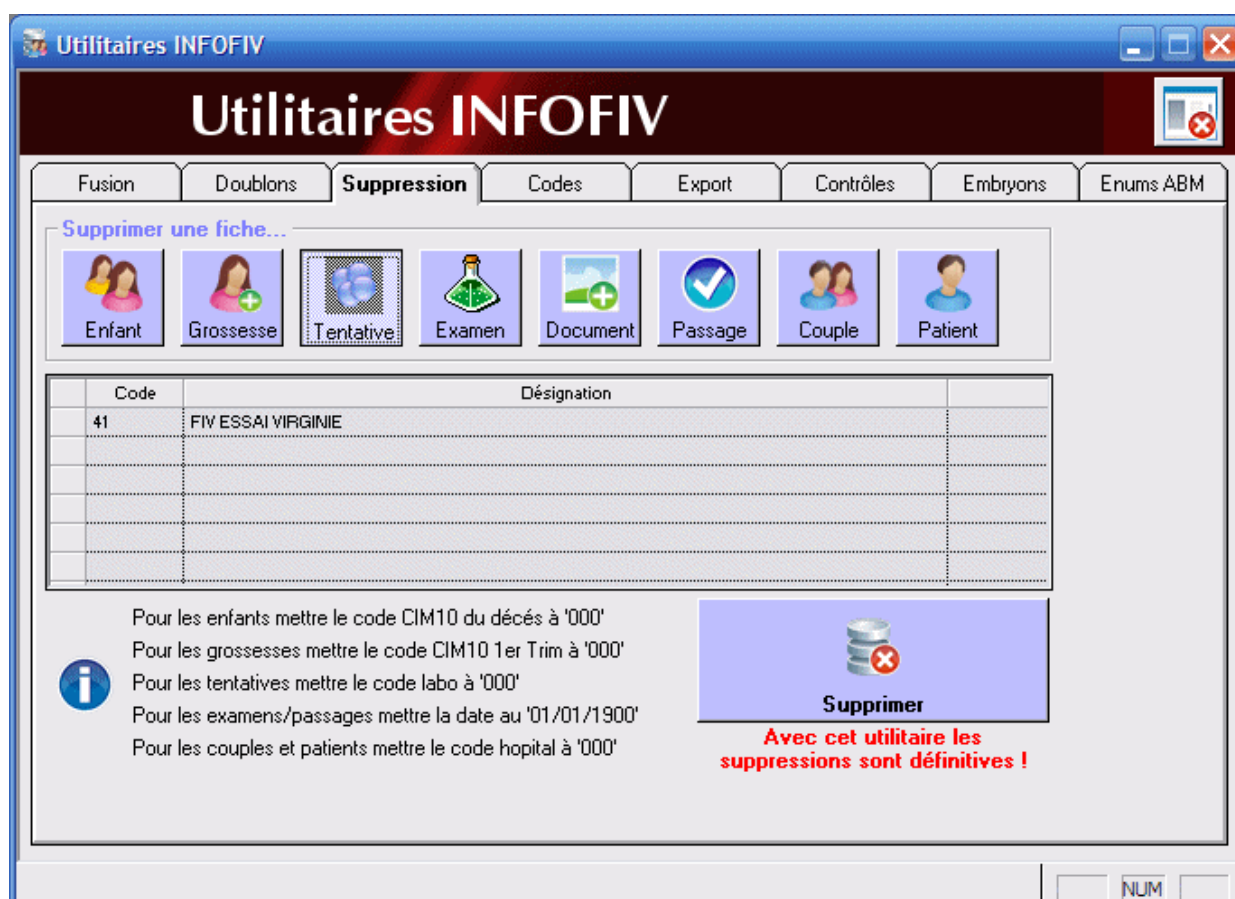 Utilitaires INFOFIV
Utilitaires INFOFIV
Fusion Doublons Suppression Codes Export Contrôles Embryons Enums ABM
Supprimer une fiche...
Enfant Grossesse Tentative Examen Document Passage Couple Patient
Code Désignation
41 FIV ESSAI VIRGINIE
Pour les enfants mettre le code CIM10 du décés à '000'
Pour les grossesses mettre le code CIM10 1er Trim à '000'
Pour les tentatives mettre le code labo à '000'
Pour les examens/passages mettre la date au '01/01/1900'
Pour les couples et patients mettre le code hopital à '000'
Supprimer
Avec cet utilitaire les
suppressions sont définitives !
NUM